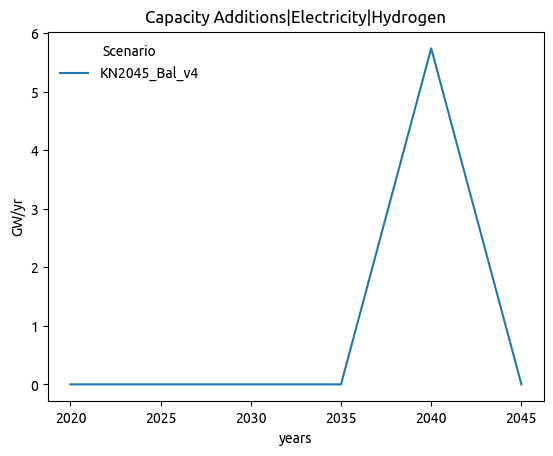 Capacity Additions|Electricity|Hydrogen
6
Scenario
KN2045_Bal_v4
5
4
3
GW/yr
2
1
0
2020 2025 2030 2035 2040 2045
years